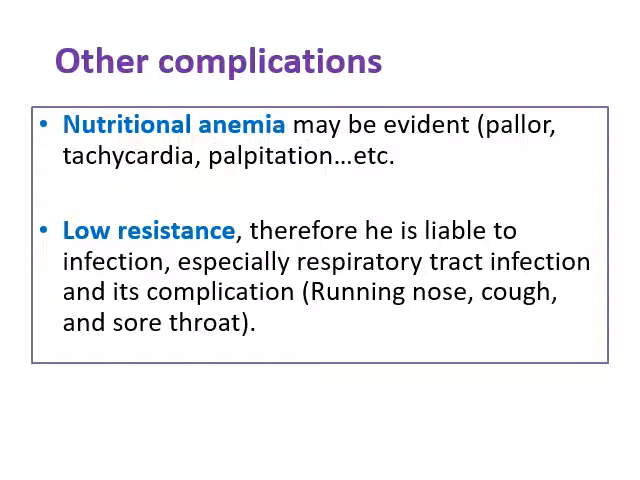 Other complications
• Nutritional anemia may be evident (pallor,
tachycardia, palpitation…etc.
• Low resistance, therefore he is liable to
infection, especially respiratory tract infection
and its complication (Running nose, cough,
and sore throat).